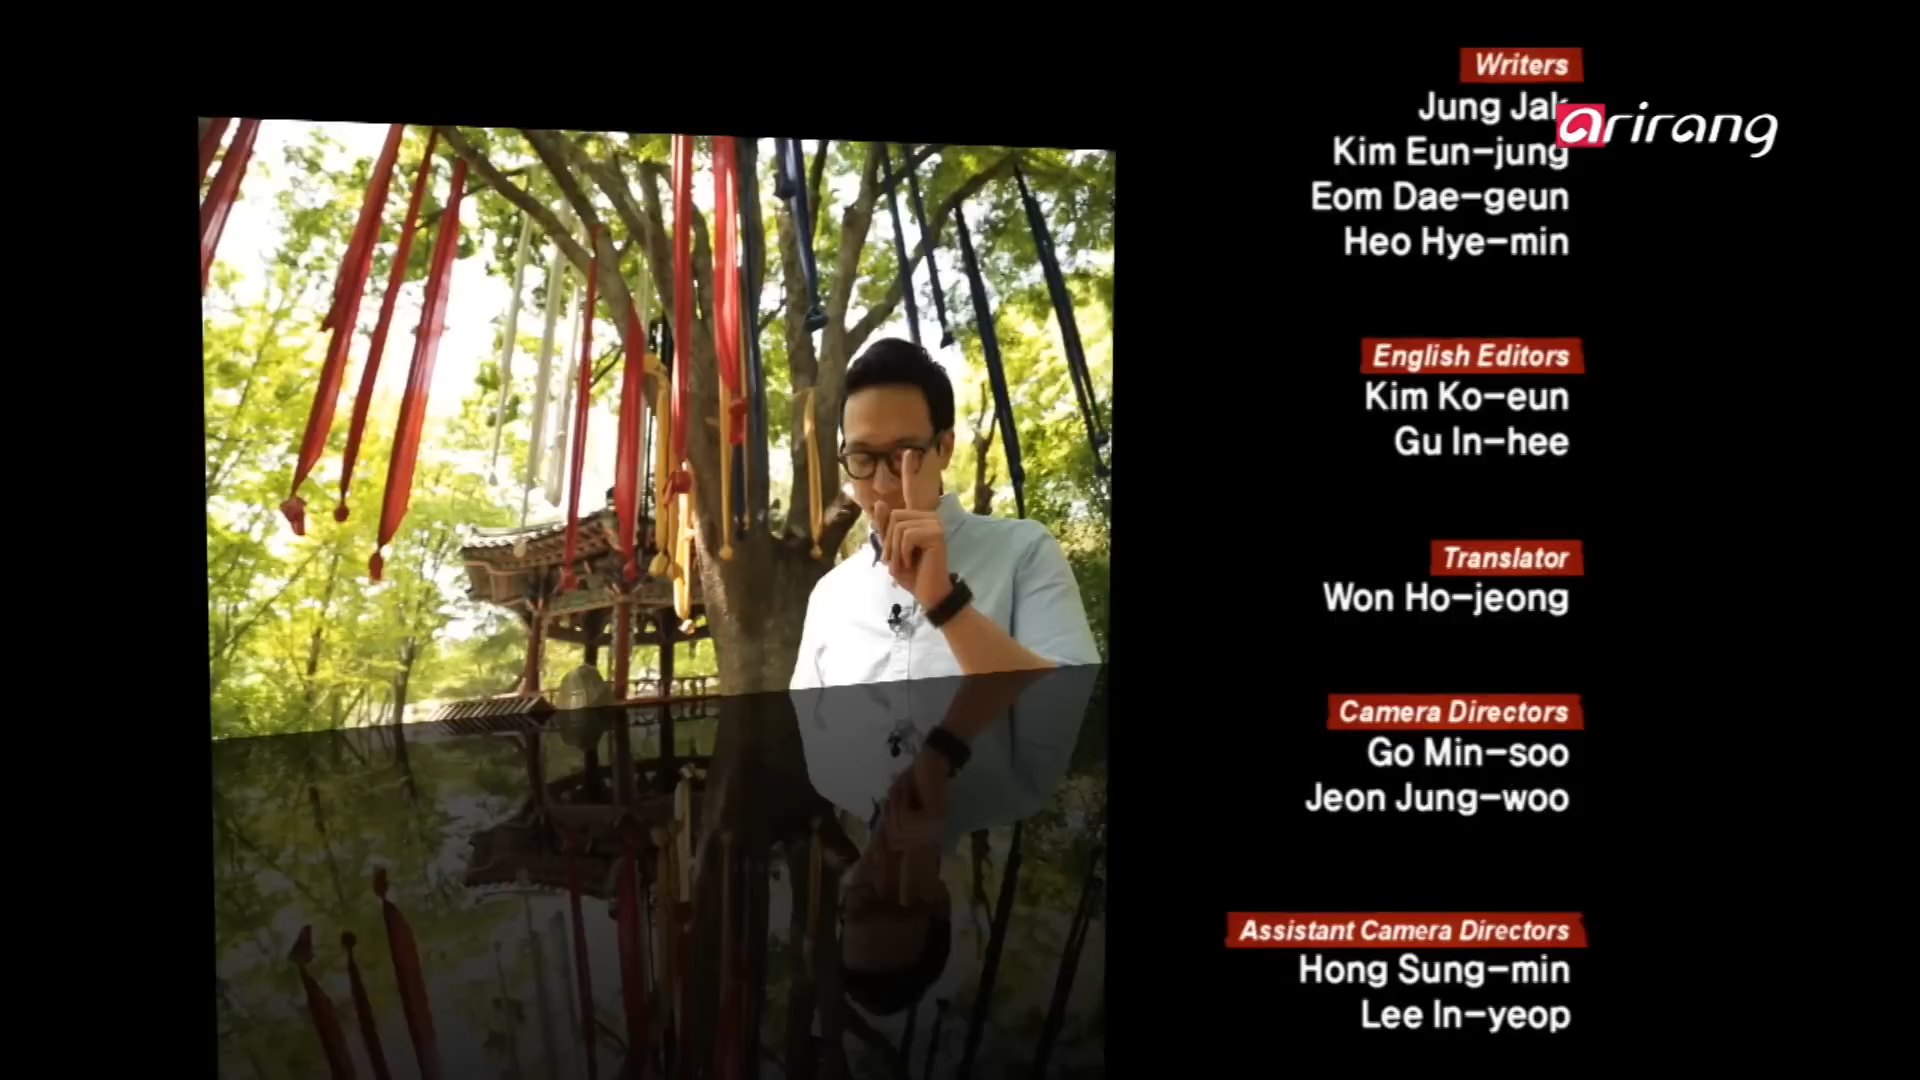 Writers
Jung Jak
arirang
Kim Eun-jung
Eom Dae-geun
Heo Hye-min
English Editors
Kim Ko-eun
Gu In-hee
Translator
Won Ho-jeong
Camera Directors
Go Min-soo
Jeon Jung-woo
Assistant Camera Directors
Hong Sung-min
Lee In-yeop